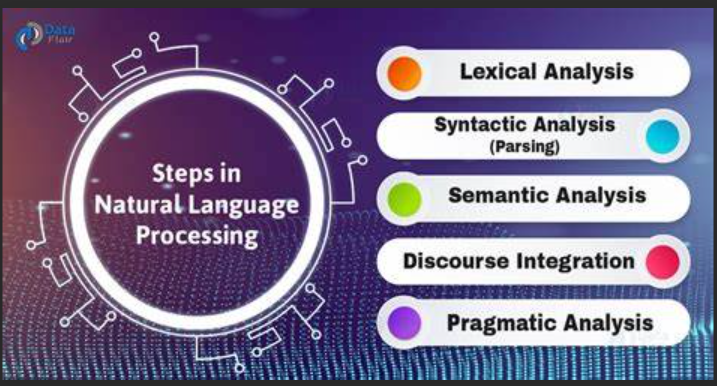 Data
Flair
Steps in
Natural Language
Processing
Lexical Analysis
Syntactic Analysis
(Parsing)
Semantic Analysis
Discourse Integration
Pragmatic Analysis